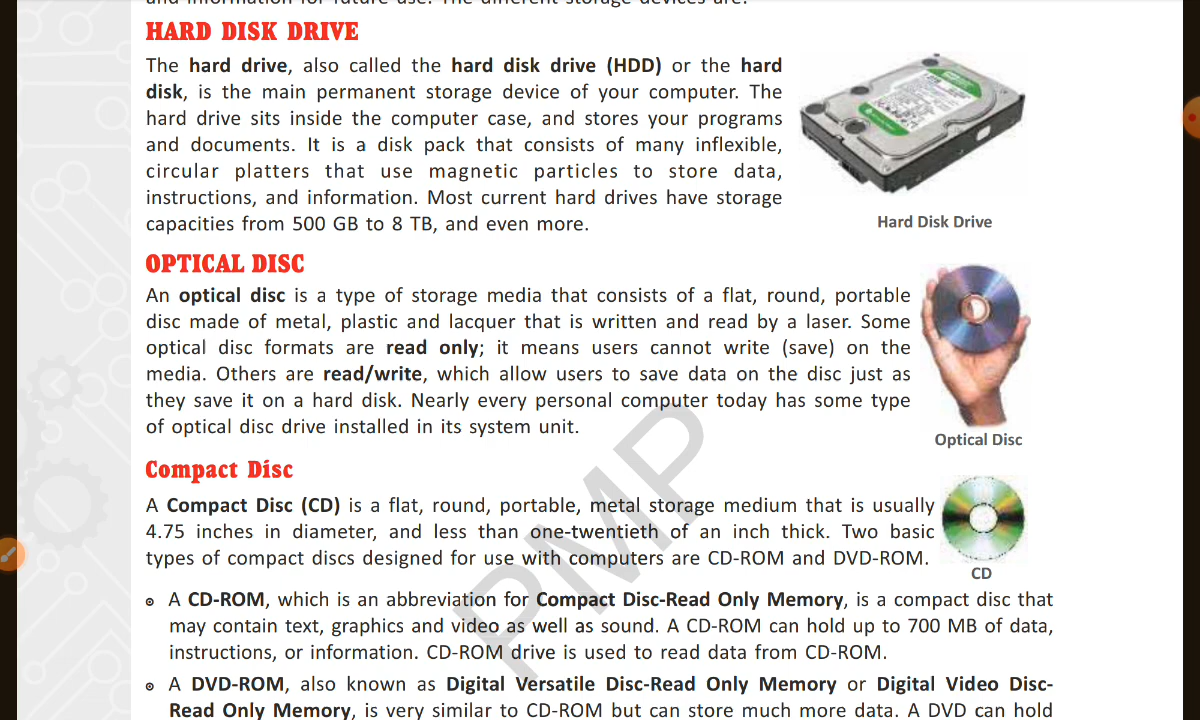 and information for future use. The different storage devices are:
HARD DISK DRIVE
The hard drive, also called the hard disk drive (HDD) or the hard
disk, is the main permanent storage device of your computer. The
hard drive sits inside the computer case, and stores your programs
and documents. It is a disk pack that consists of many inflexible,
circular platters that use magnetic particles to store data,
instructions, and information. Most current hard drives have storage
capacities from 500 GB to 8 TB, and even more.
Hard Disk Drive
OPTICAL DISC
An optical disc is a type of storage media that consists of a flat, round, portable
disc made of metal, plastic and lacquer that is written and read by a laser. Some
optical disc formats are read only; it means users cannot write (save) on the
media. Others are read/write, which allow users to save data on the disc just as
they save it on a hard disk. Nearly every personal computer today has some type
of optical disc drive installed in its system unit.
Optical Disc
Compact Disc
A Compact Disc (CD) is a flat, round, portable, metal storage medium that is usually
4.75 inches in diameter, and less than one-twentieth of an inch thick. Two basic
types of compact discs designed for use with computers are CD-ROM and DVD-ROM.
CD
A CD-ROM, which is an abbreviation for Compact Disc-Read Only Memory, is a compact disc that
may contain text, graphics and video as well as sound. A CD-ROM can hold up to 700 MB of data,
instructions, or information. CD-ROM drive is used to read data from CD-ROM.
A DVD-ROM, also known as Digital Versatile Disc-Read Only Memory or Digital Video Disc-
Read Only Memory, is very similar to CD-ROM but can store much more data. A DVD can hold
PMP